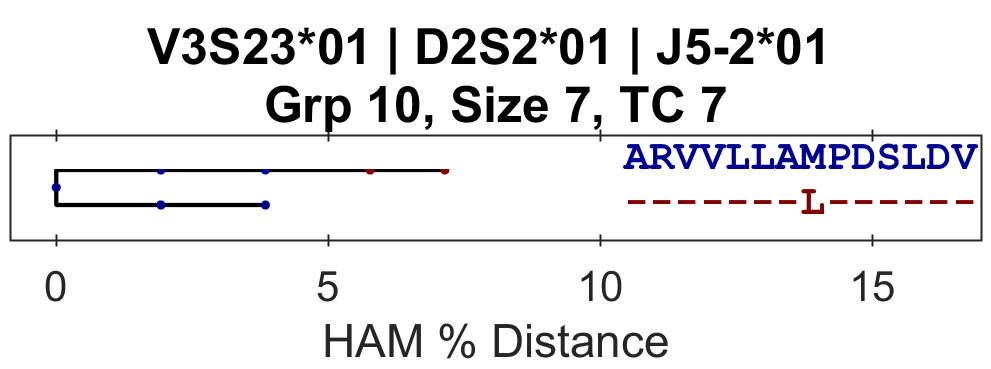 V3S23*01 | D2S2*01 | J5-2*01
Grp 10, Size 7, TC 7
ARVVLLAMPDSLDV
-------L------
0 5 10 15
HAM % Distance